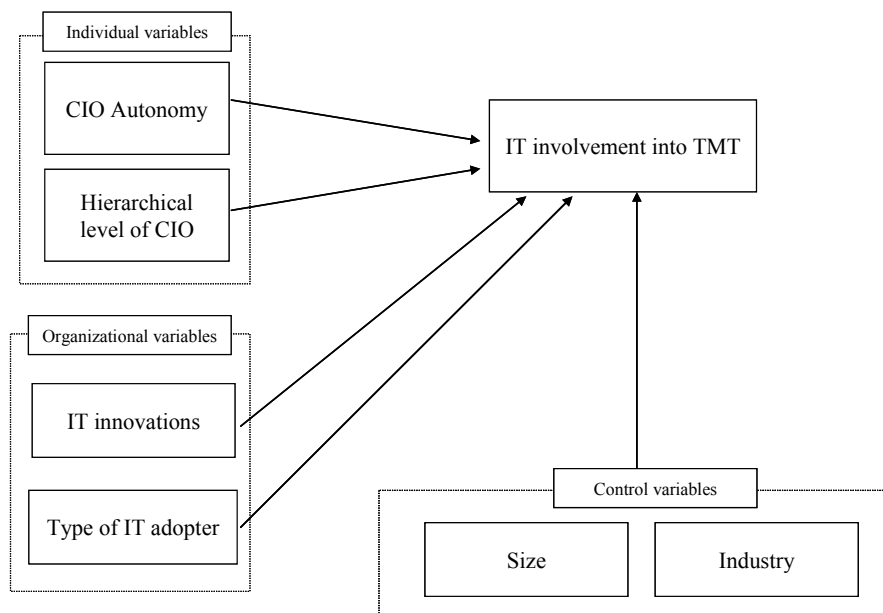 Individual variables
CIO Autonomy
Hierarchical
level of CIO
IT involvement into TMT
Organizational variables
IT innovations
Type of IT adopter
Control variables
Size
Industry